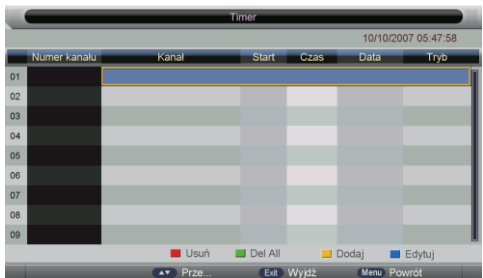 Timer
10/10/2007 05:47:58
Numer kanału Kanał Start Czas Data Tryb
01
02
03
04
05
06
07
08
09
Usuń Del All Dodaj Edytuj
Prze... Exit Wyjdź Menu Powrót